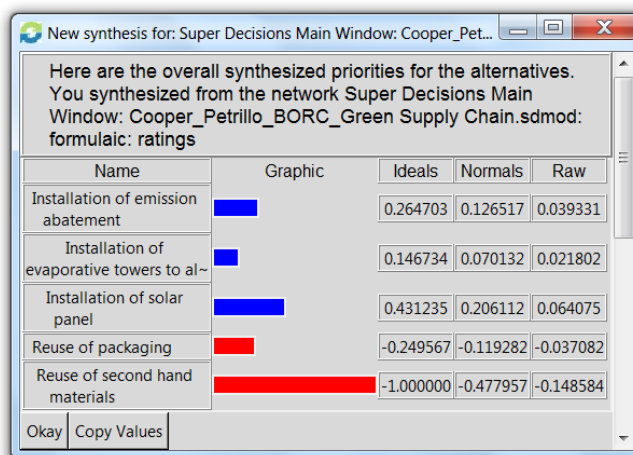 New synthesis for: Super Decisions Main Window: Cooper_Pet...
Here are the overall synthesized priorities for the alternatives.
You synthesized from the network Super Decisions Main
Window: Cooper_Petrillo_BORC_Green Supply Chain.sdmod:
formulaic: ratings
Name Graphic Ideals Normals Raw
Installation of emission
abatement 0.264703 0.126517 0.039331
Installation of
evaporative towers to al~ 0.146734 0.070132 0.021802
Installation of solar
panel 0.431235 0.206112 0.064075
Reuse of packaging -0.249567 -0.119282 -0.037082
Reuse of second hand
materials -1.000000 -0.477957 -0.148584
Okay Copy Values